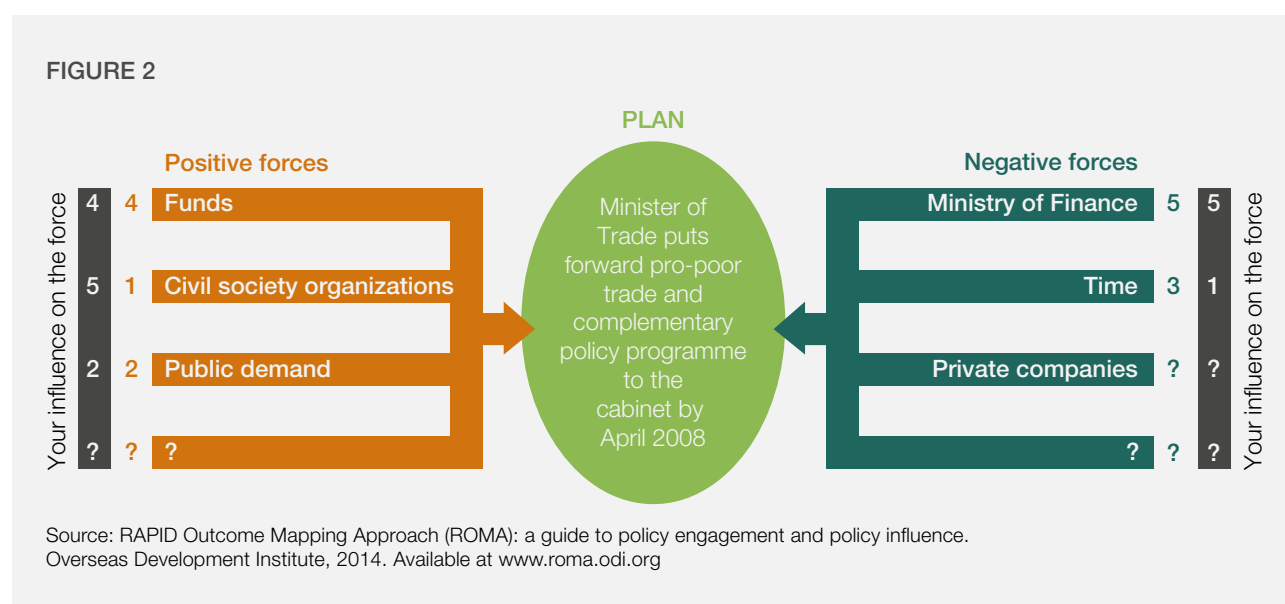 FIGURE 2
PLAN
Positive forces
Negative forces
Your influence on the force
4 4 Funds
5 1 Civil society organizations
2 2 Public demand
? ? ?
Minister of
Trade puts
forward pro-poor
trade and
complementary
policy programme
to the
cabinet by
April 2008
Ministry of Finance 5 5
Time 3 1
Private companies ? ?
? ? ?
Your influence on the force
Source: RAPID Outcome Mapping Approach (ROMA): a guide to policy engagement and policy influence.
Overseas Development Institute, 2014. Available at www.roma.odi.org